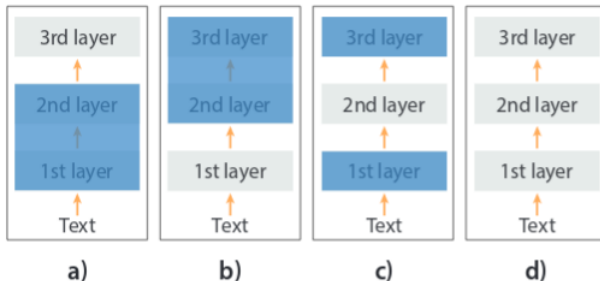 3rd layer
2nd layer
1st layer
Text
a)
3rd layer
2nd layer
1st layer
Text
b)
3rd layer
2nd layer
1st layer
Text
c)
3rd layer
2nd layer
1st layer
Text
d)